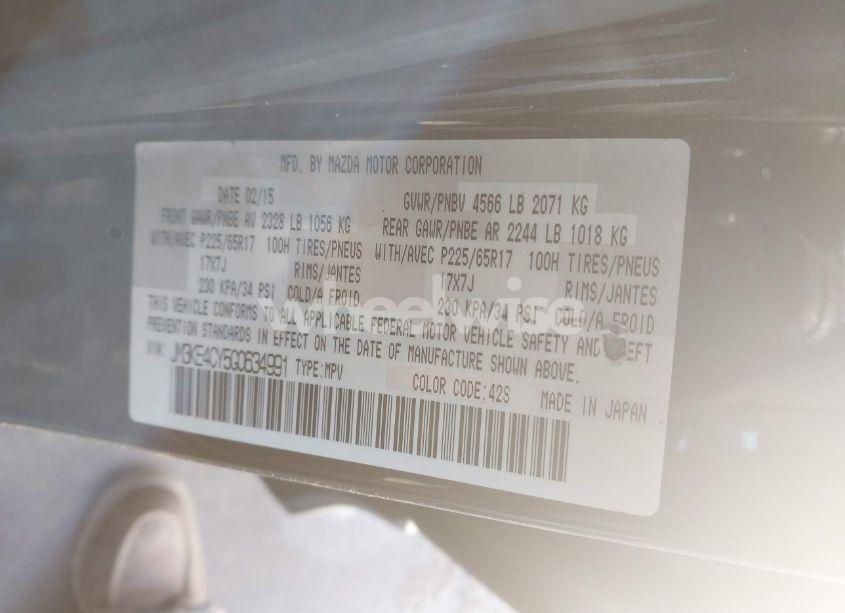 MFD. BY MAZDA MOTOR CORPORATION
DATE 02/15 GVWR/PNBV 4566 LB 2071 KG
FRONT GAWR/PNBE AV 2328 LB 1056 KG REAR GAWR/PNBE AR 2244 LB 1018 KG
WITH/AVEC P225/65R17 100H TIRES/PNEUS WITH/AVEC P225/65R17 100H TIRES/PNEUS
17X7J RIMS/JANTES 17X7J RIMS/JANTES
230 KPA/34 PSI COLD/A FROID 230 KPA/34 PSI COLD/A FROID
THIS VEHICLE CONFORMS TO ALL APPLICABLE FEDERAL MOTOR VEHICLE SAFETY AND THEFT
PREVENTION STANDARDS IN EFFECT ON THE DATE OF MANUFACTURE SHOWN ABOVE.
VIN: JM3KE4CY5G0634991 TYPE:MPV COLOR CODE:42S MADE IN JAPAN
wheelwise